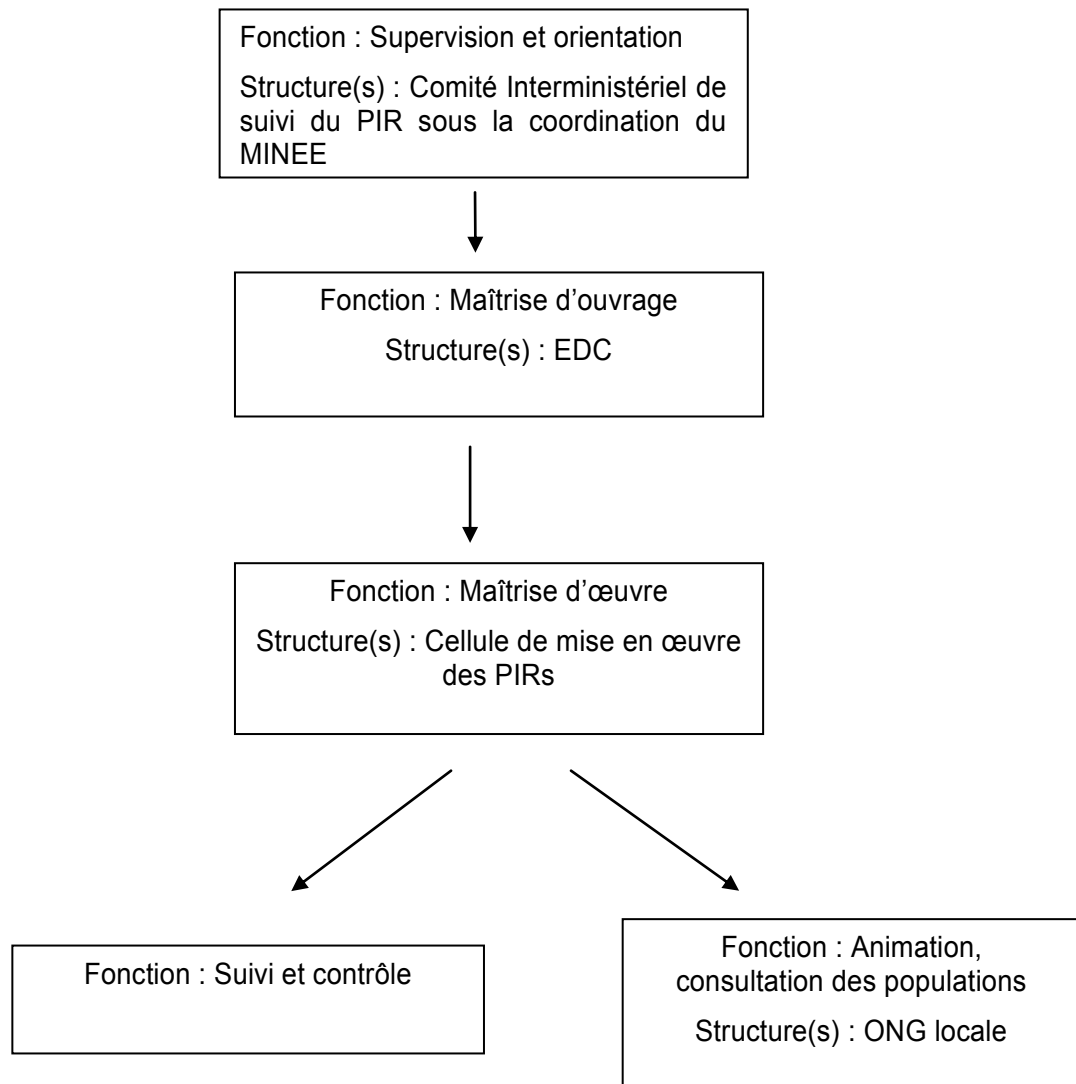 Fonction : Supervision et orientation
Structure(s) : Comité Interministériel de
suivi du PIR sous la coordination du
MINEE
Fonction : Maîtrise d’ouvrage
Structure(s) : EDC
Fonction : Maîtrise d’œuvre
Structure(s) : Cellule de mise en œuvre
des PIRs
Fonction : Suivi et contrôle
Fonction : Animation,
consultation des populations
Structure(s) : ONG locale